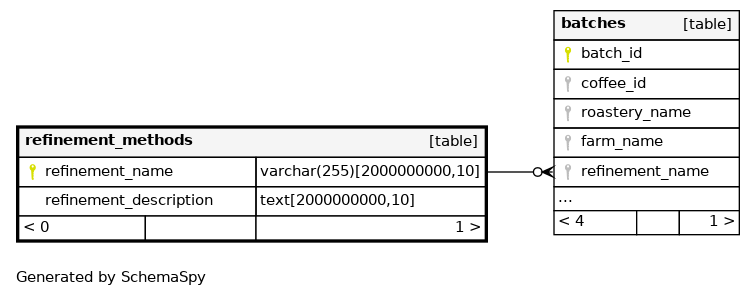 batches [table]
batch_id
coffee_id
roastery_name
farm_name
refinement_name
...
< 4 1 >
refinement_methods [table]
refinement_name varchar(255)[2000000000,10]
refinement_description text[2000000000,10]
< 0 1 >
Generated by SchemaSpy